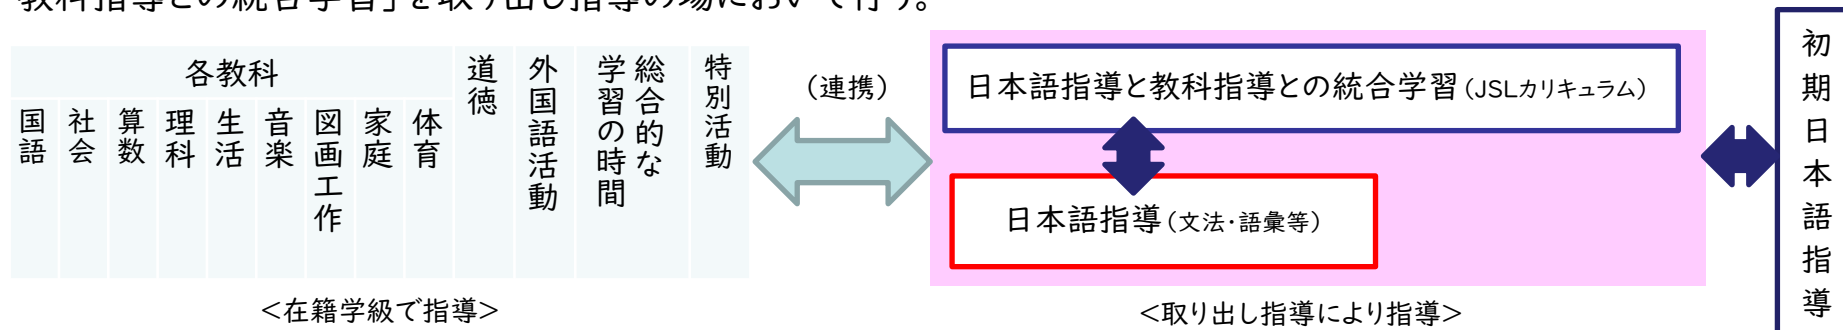 教科指導との統合学習」を取り出し指導の場において行う。
各教科
国語
社会
算数
理科
生活
音楽
図画工作
家庭
体育
道徳
外国語活動
総合的な
学習の時間
特別活動
<在籍学級で指導>
（連携）
日本語指導と教科指導との統合学習（JSLカリキュラム）
日本語指導（文法・語彙等）
<取り出し指導により指導>
初期日本語指導